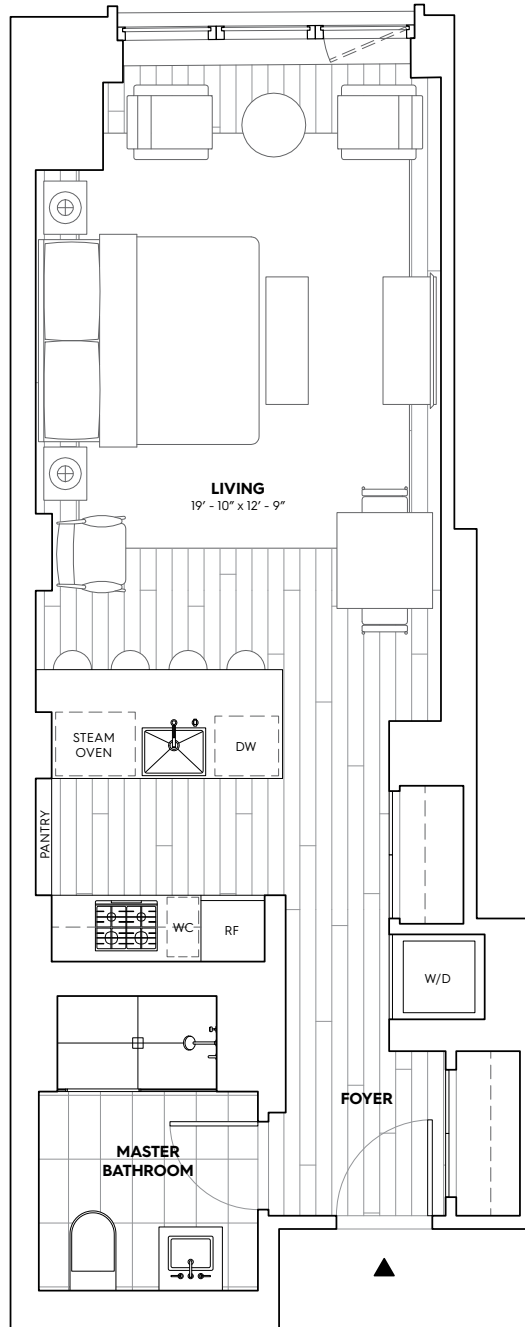 LIVING
19' - 10" x 12' - 9"
STEAM
OVEN
DW
PANTRY
WC
RF
W/D
FOYER
MASTER
BATHROOM